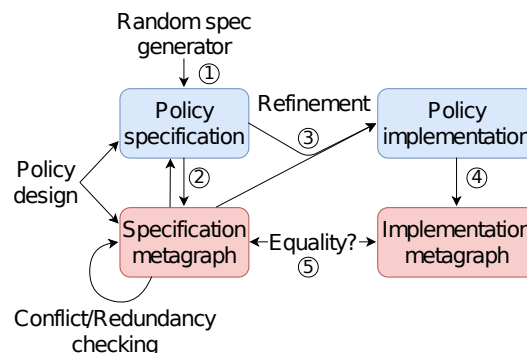 Random spec
generator
①
Policy
specification
Refinement
③
Policy
implementation
Policy
design
②
④
Specification
metagraph
Equality?
⑤
Implementation
metagraph
Conflict/Redundancy
checking